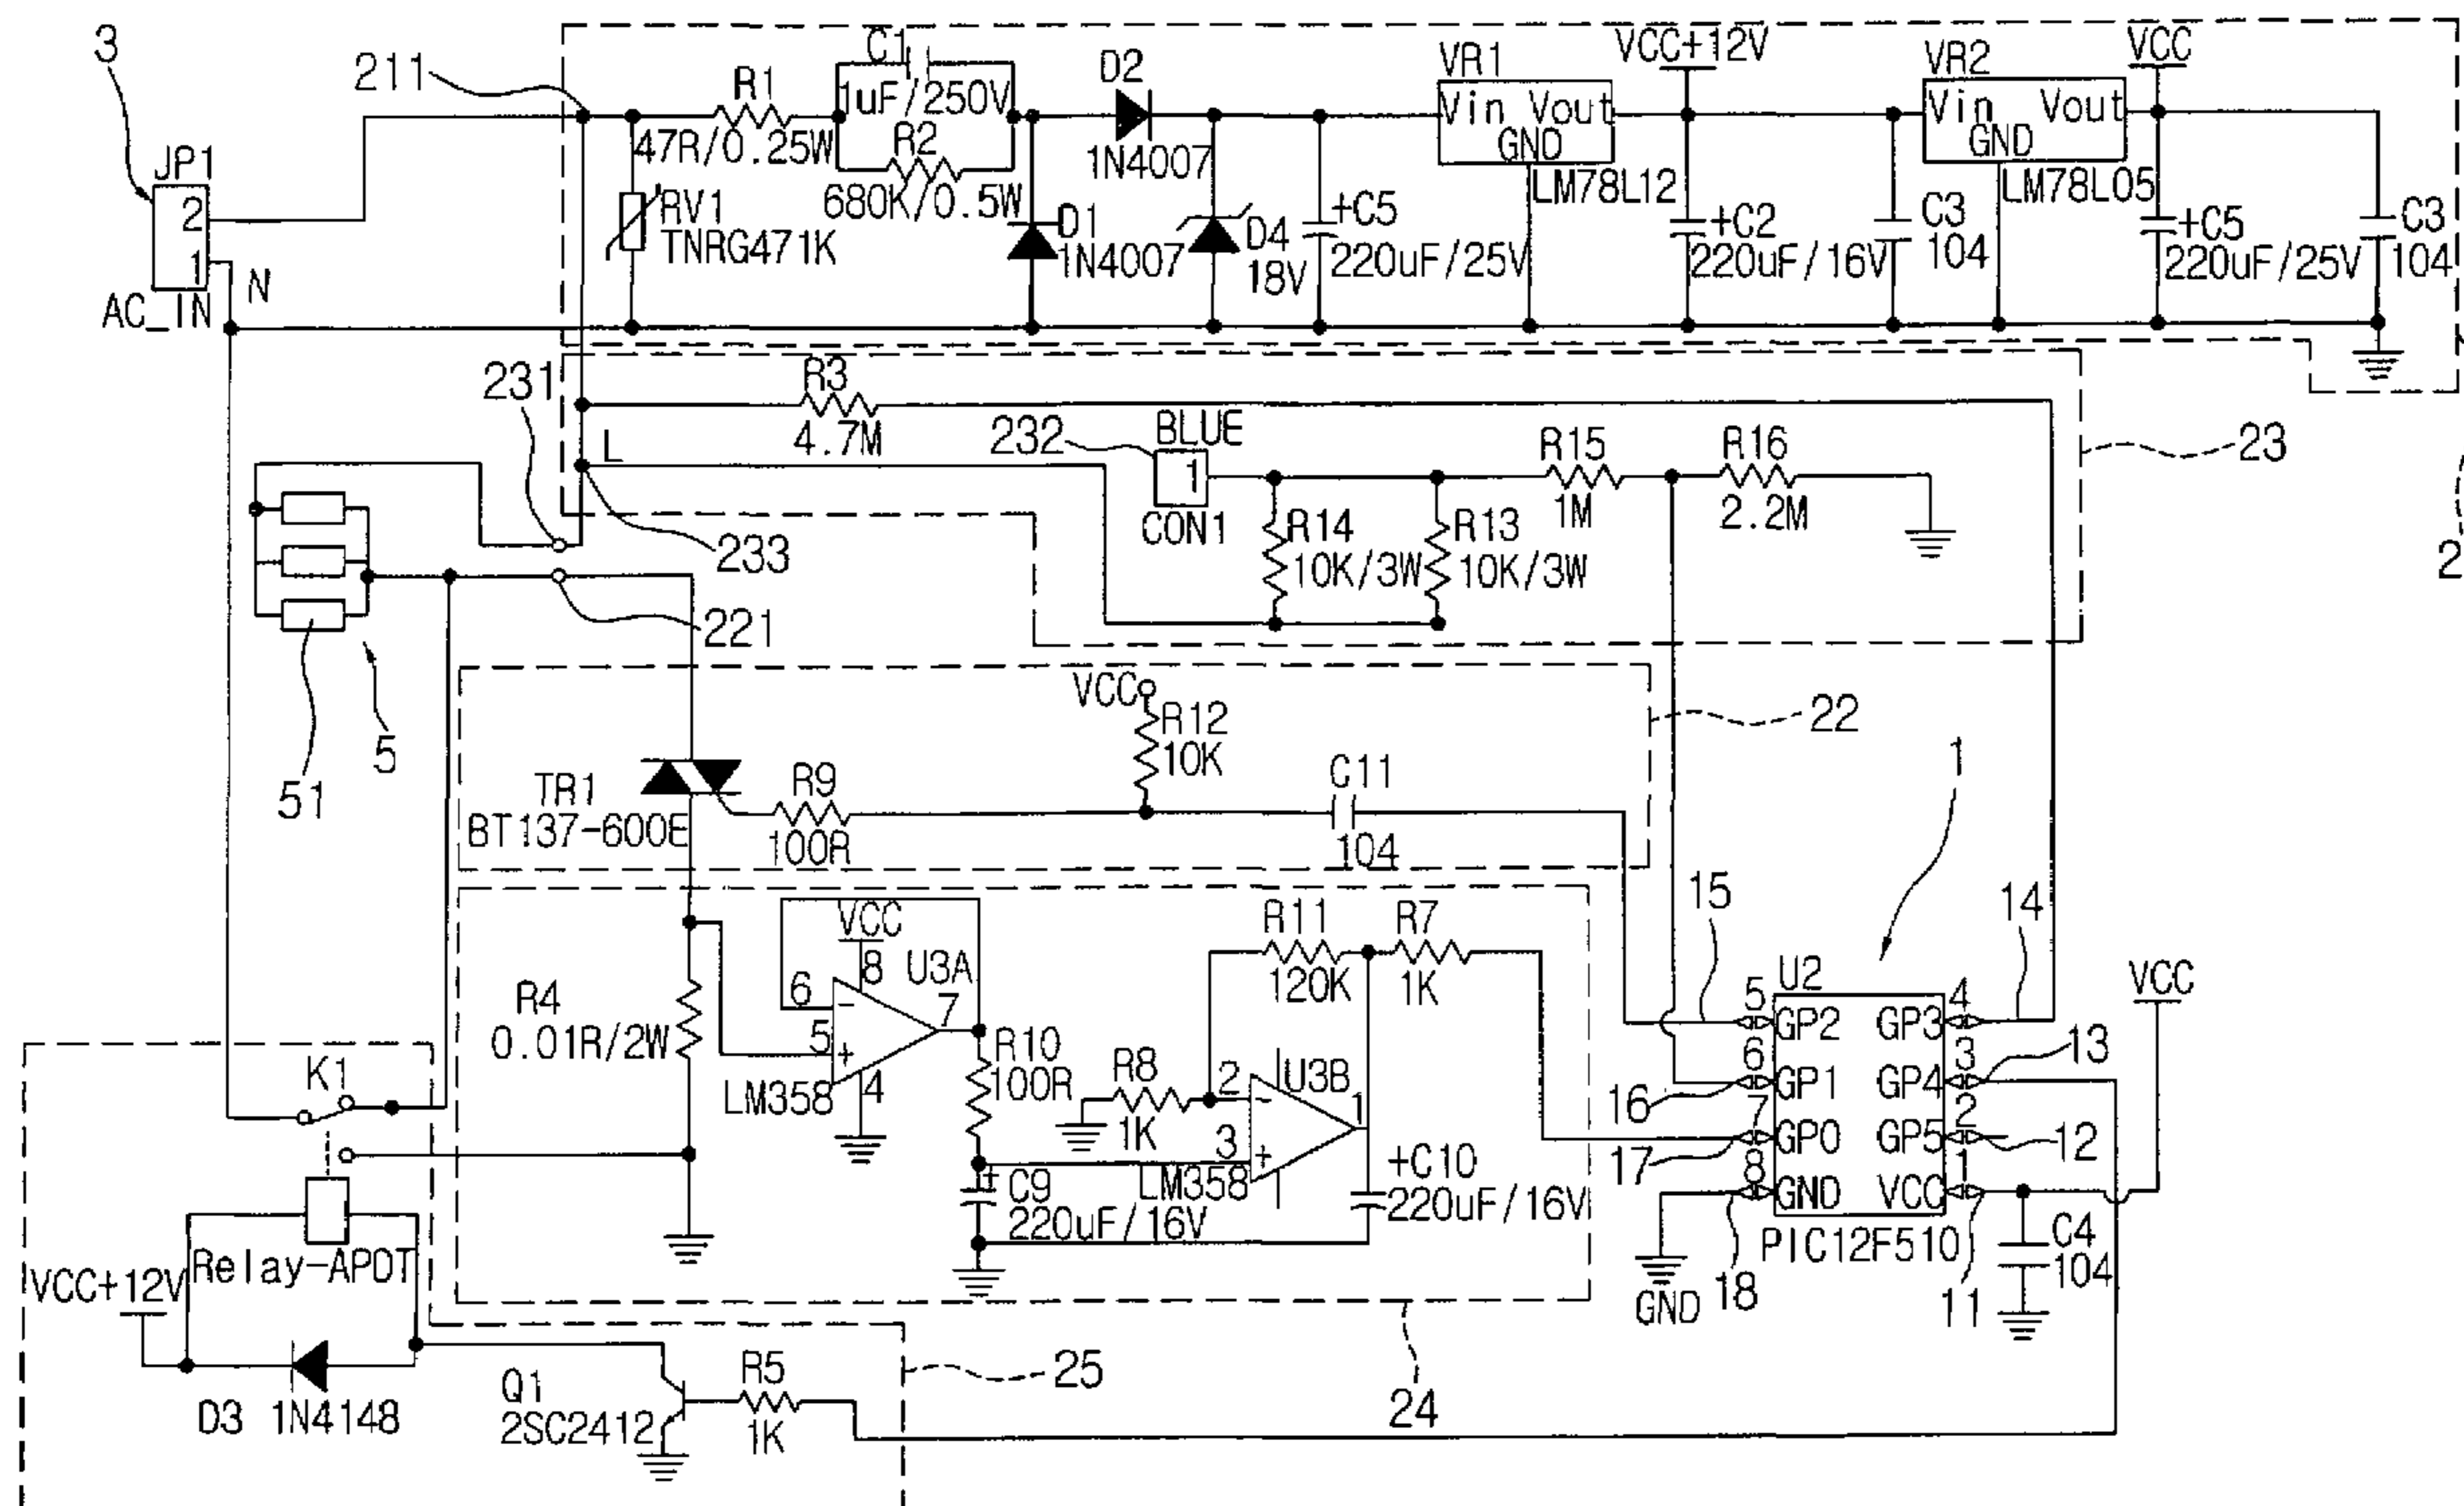 3
211
C1
1uF/250V
R1
47R/0.25W
R2
680K/0.5W
D2
1N4007
VR1
Vin Vout
GND
LM78L12
VCC+12V
VR2
Vin Vout
GND
LM78L05
VCC
JP1
2
1
N
AC_IN
RV1
TNRG471K
D1
1N4007
D4
18V
+C5
220uF/25V
+C2
220uF/16V
C3
104
+C5
220uF/25V
C3
104
231
R3
4.7M
L
232
BLUE
1
CON1
R15
1M
R16
2.2M
23
2
233
R14
10K/3W
R13
10K/3W
221
51
5
VCC
R12
10K
22
TR1
BT137-600E
R9
100R
C11
104
1
15
14
VCC
8
U3A
6
-
5
+
7
4
LM358
R4
0.01R/2W
R10
100R
R11
120K
R7
1K
R8
1K
2
-
3
+
U3B
1
LM358
C9
+
220uF/16V
+C10
220uF/16V
U2
5
GP2
GP3
4
6
GP1
GP4
3
13
16
7
GP0
GP5
2
12
17
8
GND
VCC
1
PIC12F510
VCC
GND
18
11
C4
104
K1
Relay-APDT
VCC+12V
D3 1N4148
Q1
2SC2412
R5
1K
25
24